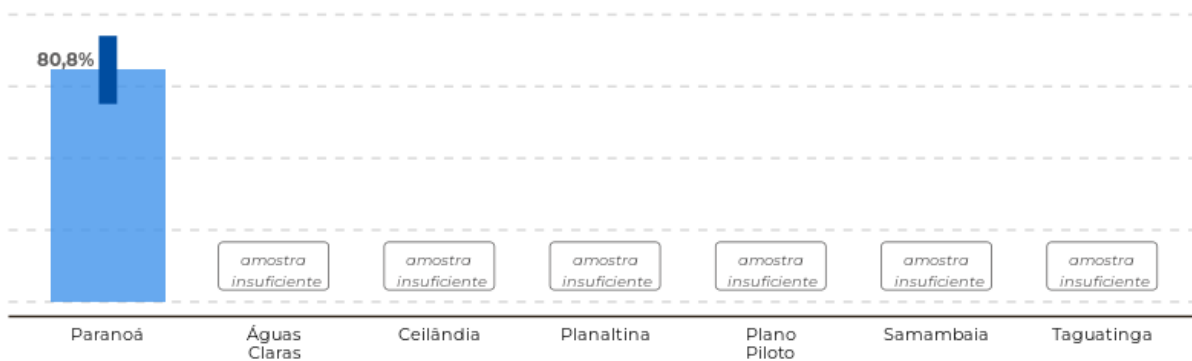 80,8%
amostra
insuficiente
amostra
insuficiente
amostra
insuficiente
amostra
insuficiente
amostra
insuficiente
amostra
insuficiente
Paranoá
Águas
Claras
Ceilândia
Planaltina
Plano
Piloto
Samambaia
Taguatinga